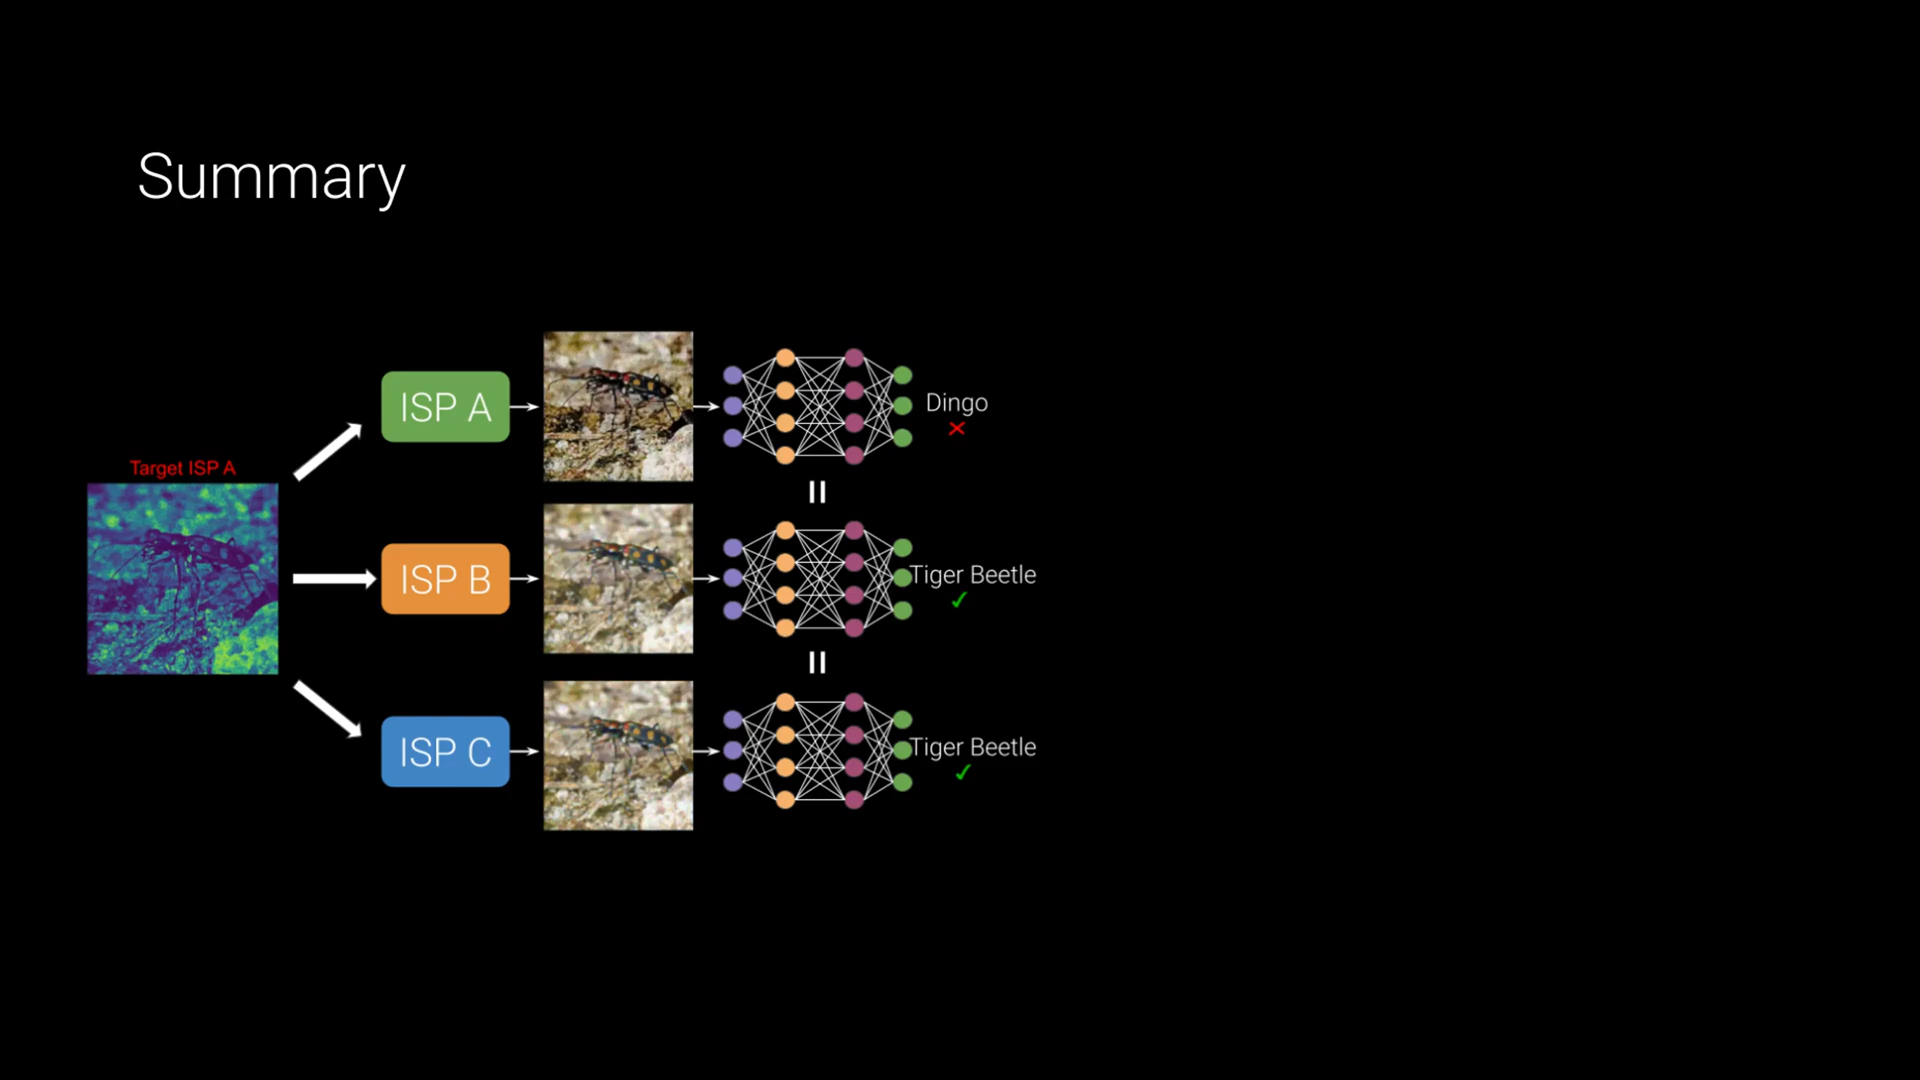 Summary
Target ISP A
ISP A
Dingo
ISP B
Tiger Beetle
ISP C
Tiger Beetle